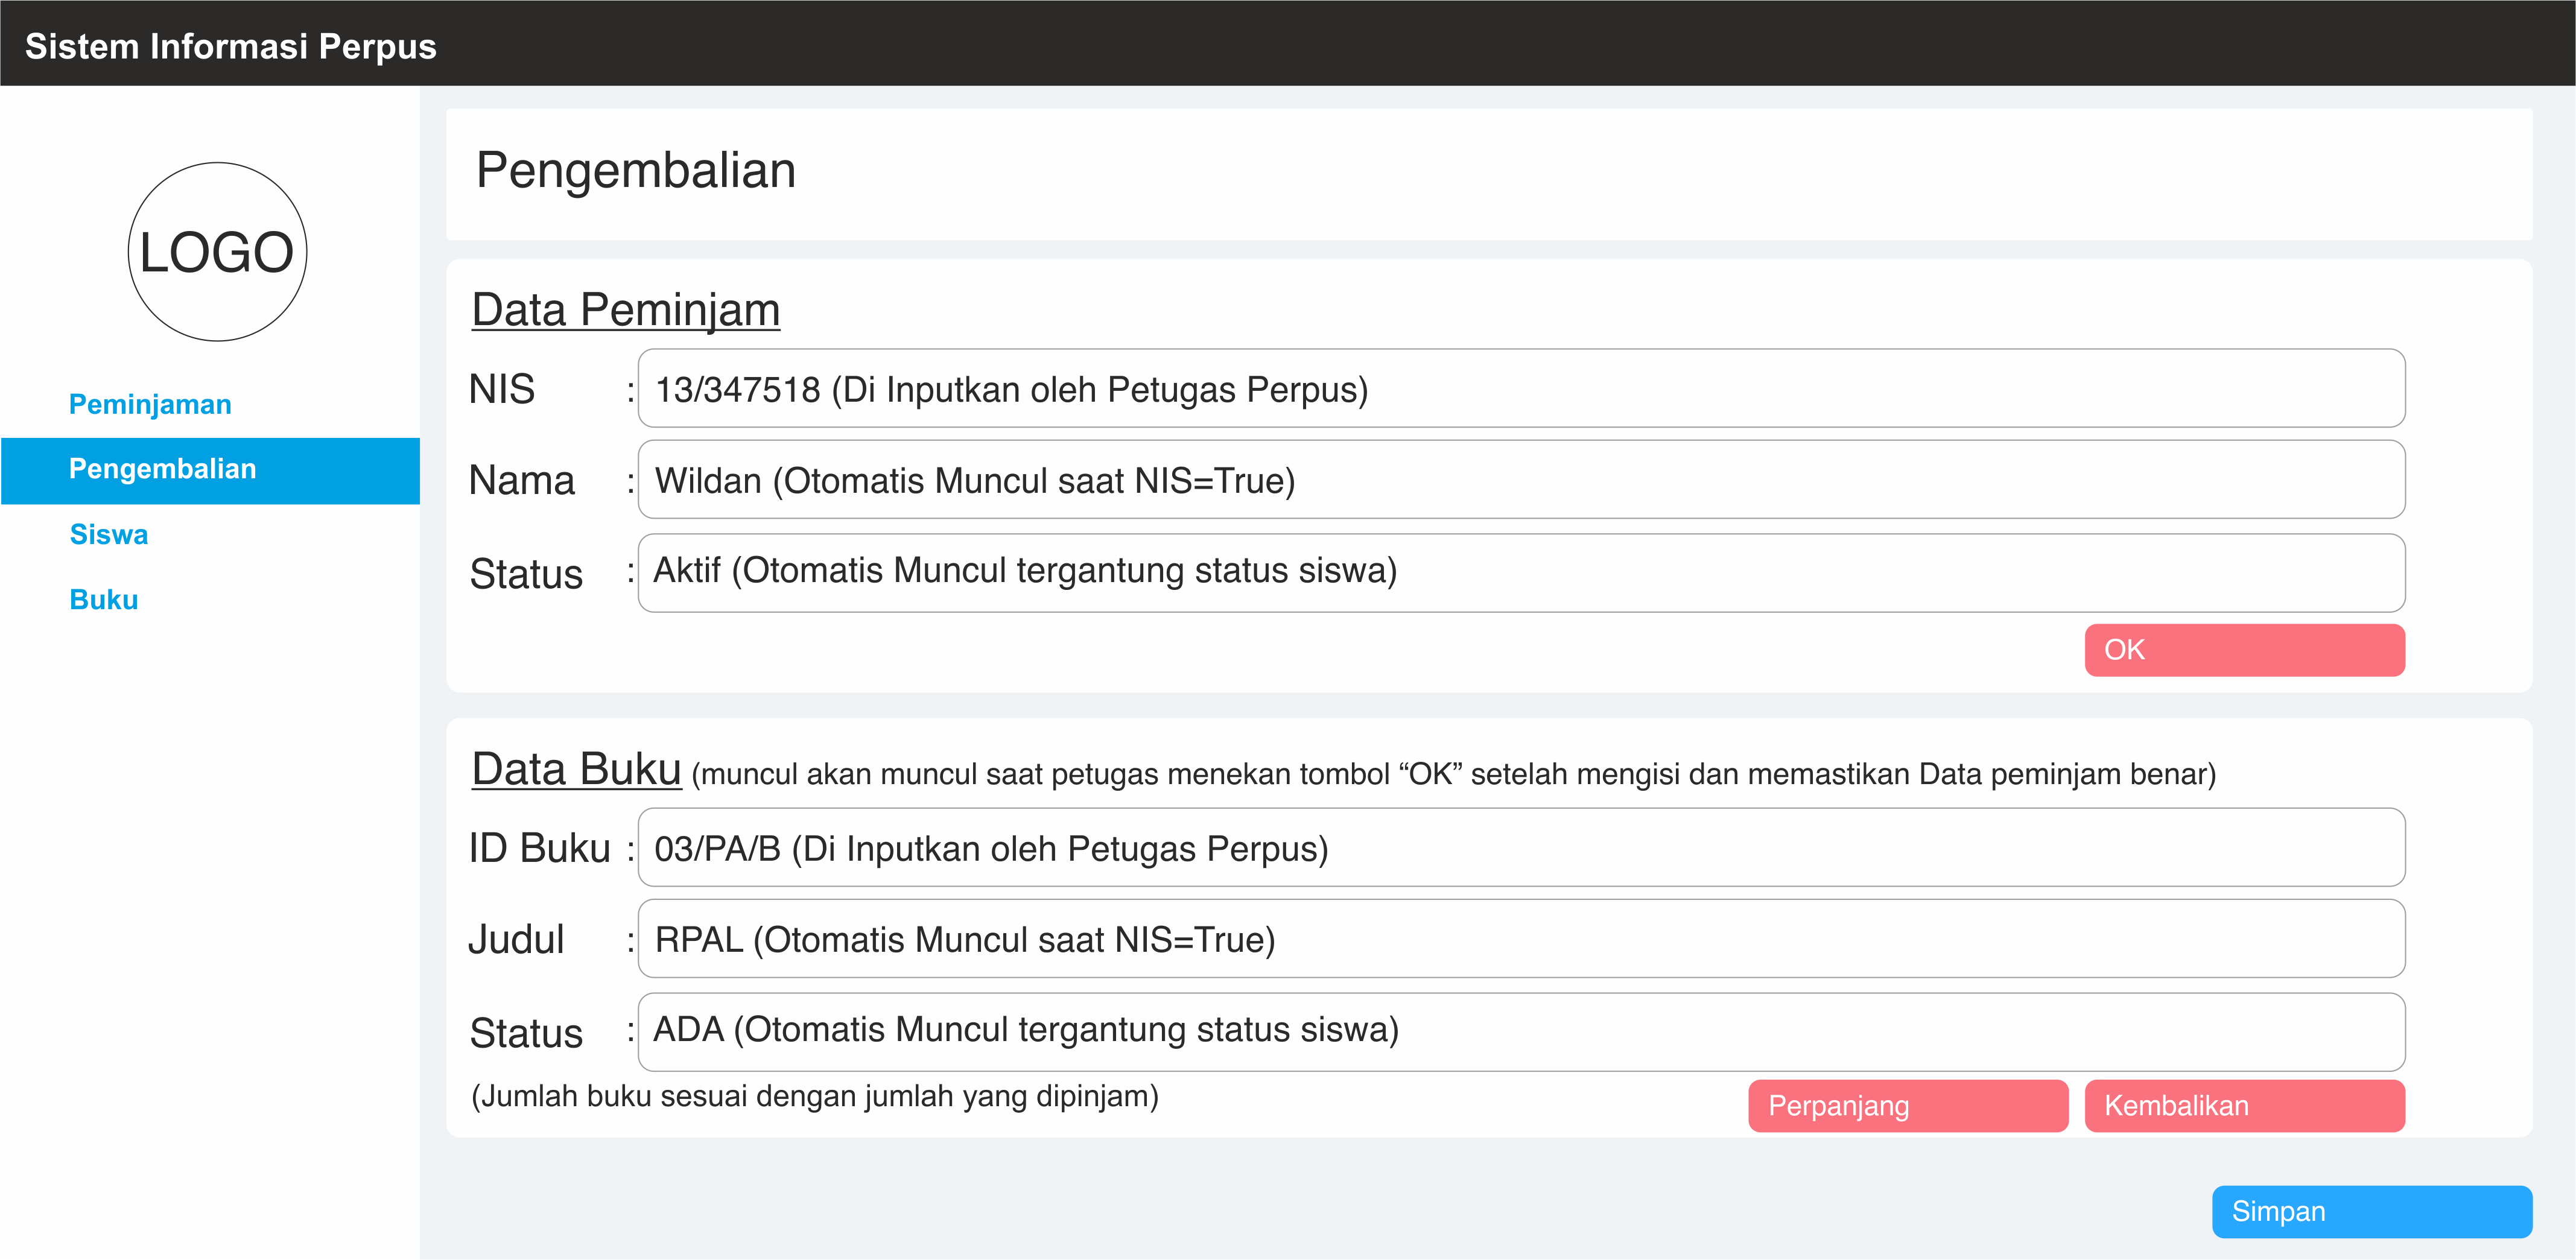 Sistem Informasi Perpus
LOGO
Peminjaman
Pengembalian
Siswa
Buku
Pengembalian
Data Peminjam
NIS : 13/347518 (Di Inputkan oleh Petugas Perpus)
Nama : Wildan (Otomatis Muncul saat NIS=True)
Status : Aktif (Otomatis Muncul tergantung status siswa)
OK
Data Buku (muncul akan muncul saat petugas menekan tombol “OK” setelah mengisi dan memastikan Data peminjam benar)
ID Buku : 03/PA/B (Di Inputkan oleh Petugas Perpus)
Judul : RPAL (Otomatis Muncul saat NIS=True)
Status : ADA (Otomatis Muncul tergantung status siswa)
(Jumlah buku sesuai dengan jumlah yang dipinjam)
Perpanjang
Kembalikan
Simpan